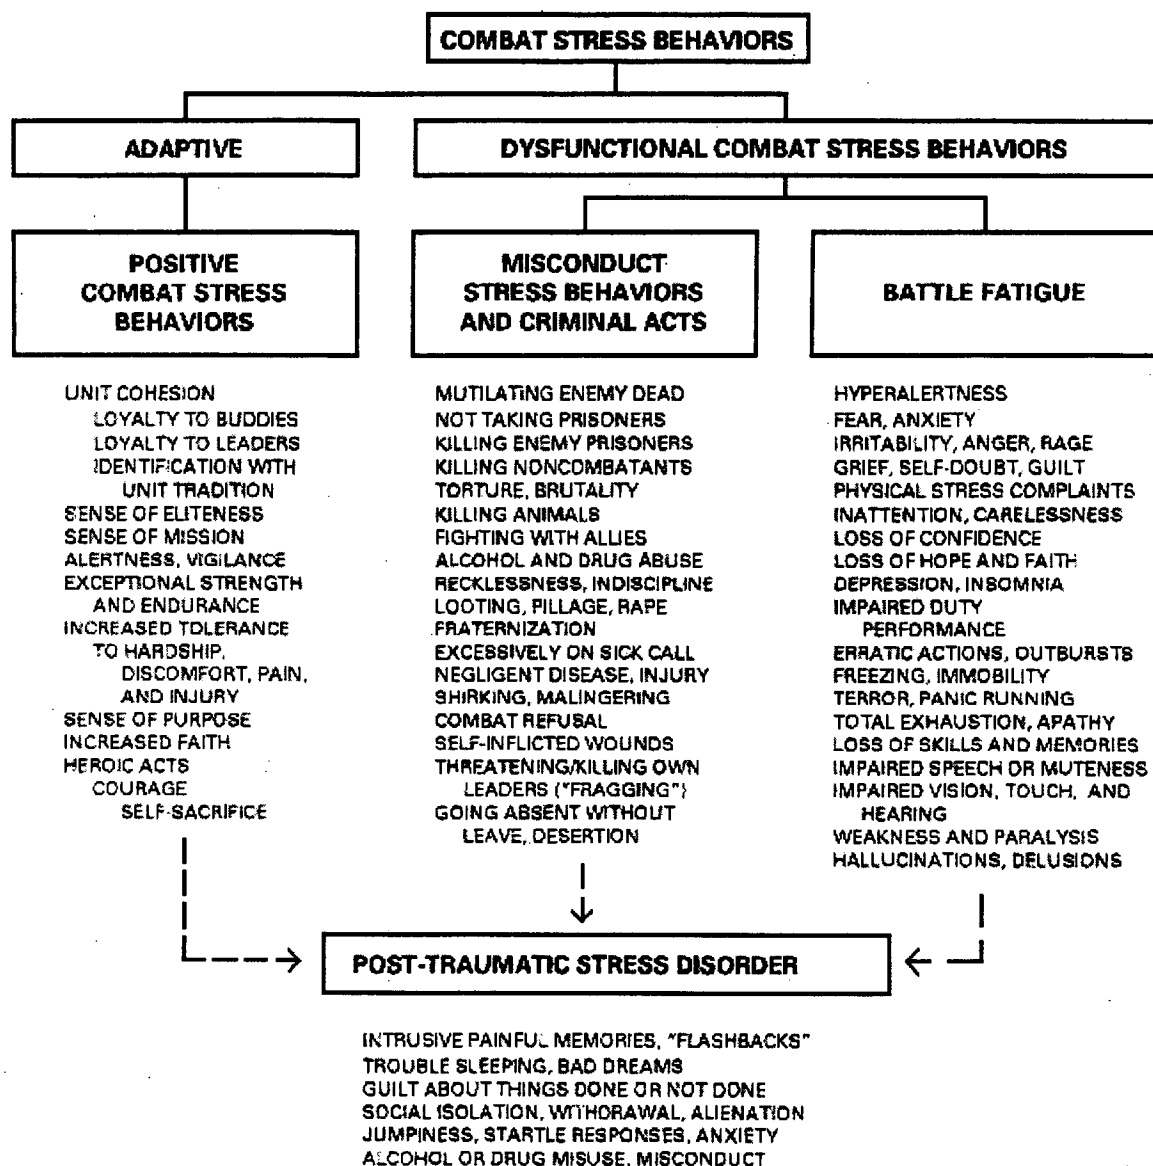 COMBAT STRESS BEHAVIORS
ADAPTIVE
DYSFUNCTIONAL COMBAT STRESS BEHAVIORS
POSITIVE
COMBAT STRESS
BEHAVIORS
MISCONDUCT
STRESS BEHAVIORS
AND CRIMINAL ACTS
BATTLE FATIGUE
UNIT COHESION
LOYALTY TO BUDDIES
LOYALTY TO LEADERS
IDENTIFICATION WITH
UNIT TRADITION
SENSE OF ELITENESS
SENSE OF MISSION
ALERTNESS, VIGILANCE
EXCEPTIONAL STRENGTH
AND ENDURANCE
INCREASED TOLERANCE
TO HARDSHIP,
DISCOMFORT, PAIN,
AND INJURY
SENSE OF PURPOSE
INCREASED FAITH
HEROIC ACTS
COURAGE
SELF-SACRIFICE
MUTILATING ENEMY DEAD
NOT TAKING PRISONERS
KILLING ENEMY PRISONERS
KILLING NONCOMBATANTS
TORTURE, BRUTALITY
KILLING ANIMALS
FIGHTING WITH ALLIES
ALCOHOL AND DRUG ABUSE
RECKLESSNESS, INDISCIPLINE
LOOTING, PILLAGE, RAPE
FRATERNIZATION
EXCESSIVELY ON SICK CALL
NEGLIGENT DISEASE, INJURY
SHIRKING, MALINGERING
COMBAT REFUSAL
SELF-INFLICTED WOUNDS
THREATENING/KILLING OWN
LEADERS ("FRAGGING")
GOING ABSENT WITHOUT
LEAVE, DESERTION
HYPERALERTNESS
FEAR, ANXIETY
IRRITABILITY, ANGER, RAGE
GRIEF, SELF-DOUBT, GUILT
PHYSICAL STRESS COMPLAINTS
INATTENTION, CARELESSNESS
LOSS OF CONFIDENCE
LOSS OF HOPE AND FAITH
DEPRESSION, INSOMNIA
IMPAIRED DUTY
PERFORMANCE
ERRATIC ACTIONS, OUTBURSTS
FREEZING, IMMOBILITY
TERROR, PANIC RUNNING
TOTAL EXHAUSTION, APATHY
LOSS OF SKILLS AND MEMORIES
IMPAIRED SPEECH OR MUTENESS
IMPAIRED VISION, TOUCH, AND
HEARING
WEAKNESS AND PARALYSIS
HALLUCINATIONS, DELUSIONS
POST-TRAUMATIC STRESS DISORDER
INTRUSIVE PAINFUL MEMORIES, "FLASHBACKS"
TROUBLE SLEEPING, BAD DREAMS
GUILT ABOUT THINGS DONE OR NOT DONE
SOCIAL ISOLATION, WITHDRAWAL, ALIENATION
JUMPINESS, STARTLE RESPONSES, ANXIETY
ALCOHOL OR DRUG MISUSE, MISCONDUCT